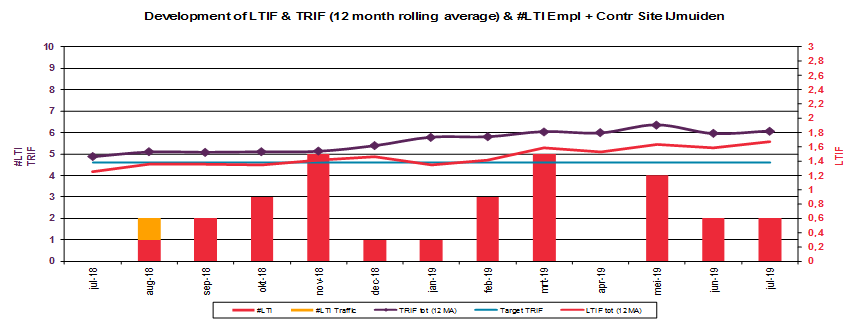 Development of LTIF & TRIF (12 month rolling average) & #LTI Empl + Contr Site IJmuiden
10
9
8
7
6
5
4
3
2
1
0
#LTI
TRIF
3
2,8
2,6
2,4
2,2
2
1,8
1,6
1,4
1,2
1
0,8
0,6
0,4
0,2
0
LTIF
jul-18
aug-18
sep-18
okt-18
nov-18
dec-18
jan-19
feb-19
mrt-19
apr-19
mei-19
jun-19
jul-19
#LTI #LTI Traffic TRIF tot (12 MA) Target TRIF LTIF tot (12 MA)